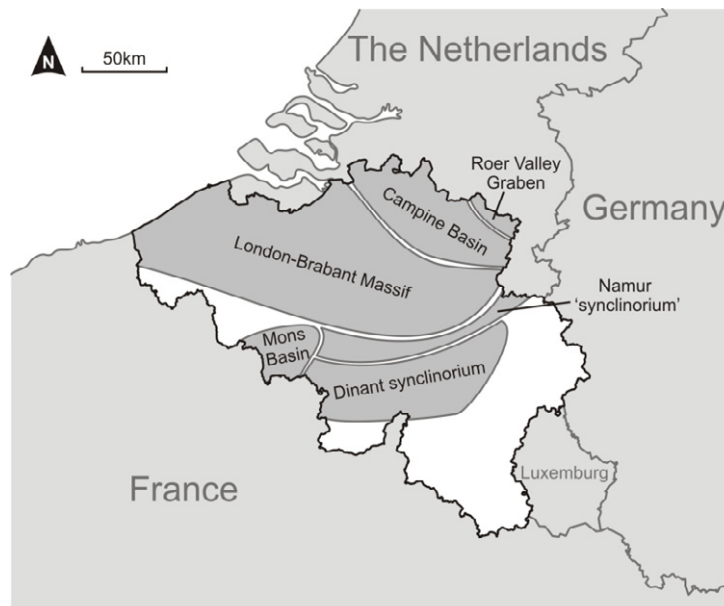 The Netherlands
N
50km
Roer Valley
Graben
Germany
Campine Basin
London-Brabant Massif
Namur
'synclinorium'
Mons
Basin
Dinant synclinorium
Luxemburg
France